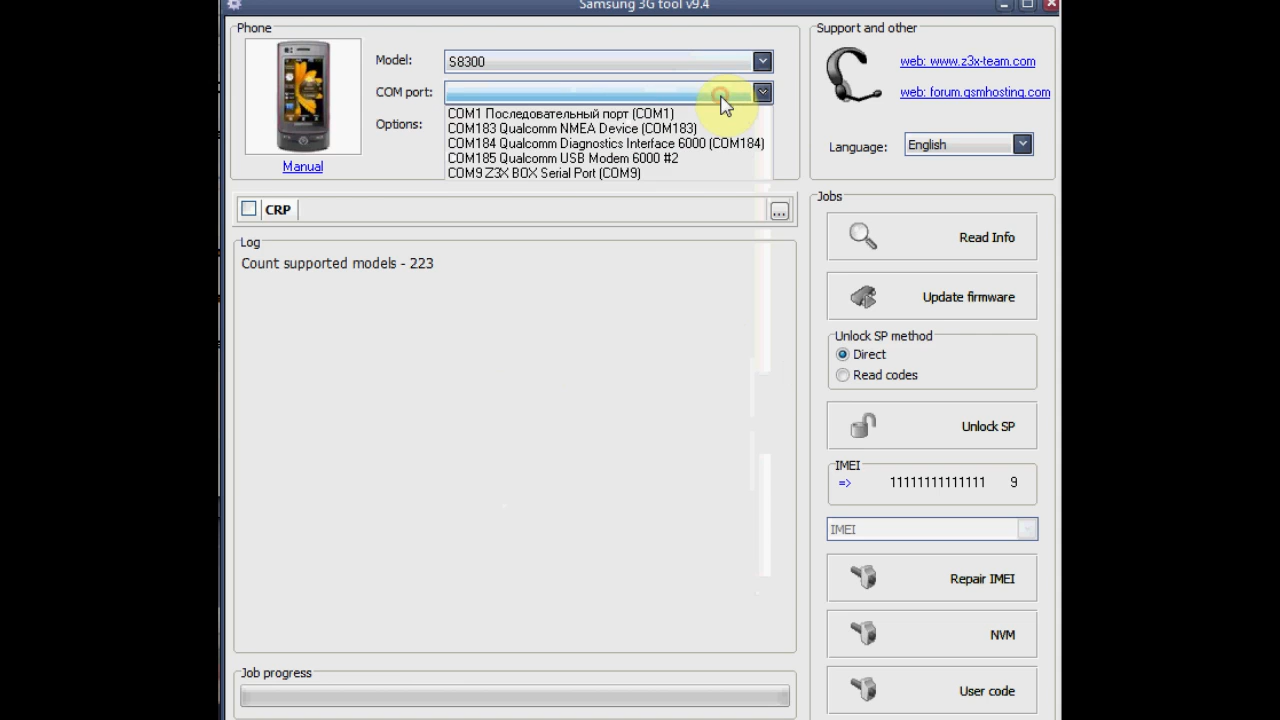 Samsung 3G tool v9.4
Phone
Model:
S8300
COM port:
COM1 Последовательный порт (COM1)
COM183 Qualcomm NMEA Device (COM183)
COM184 Qualcomm Diagnostics Interface 6000 (COM184)
COM185 Qualcomm USB Modem 6000 #2
COM9 Z3X BOX Serial Port (COM9)
Options:
Manual
Support and other
web: www.z3x-team.com
web: forum.gsmhosting.com
Language:
English
CRP
...
Log
Count supported models - 223
Jobs
Read Info
Update firmware
Unlock SP method
Direct
Read codes
Unlock SP
IMEI
=> 11111111111111 9
IMEI
Repair IMEI
NVM
User code
Job progress